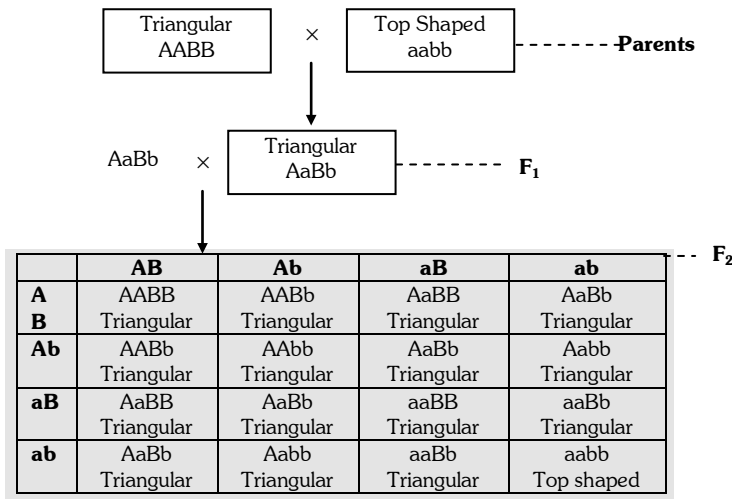 Triangular
AABB
×
Top Shaped
aabb
Parents
AaBb
×
Triangular
AaBb
F₁
F₂
AB Ab aB ab
A AABB AABb AaBB AaBb
B Triangular Triangular Triangular Triangular
Ab AABb AAbb AaBb Aabb
Triangular Triangular Triangular Triangular
aB AaBB AaBb aaBB aaBb
Triangular Triangular Triangular Triangular
ab AaBb Aabb aaBb aabb
Triangular Triangular Triangular Top shaped